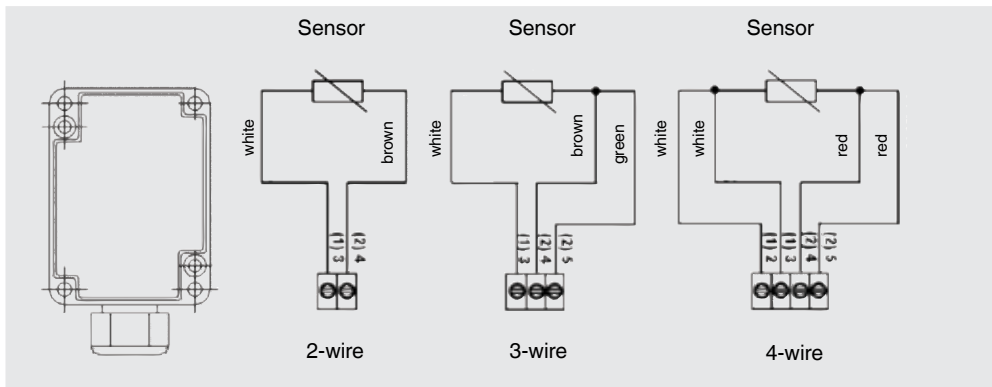 Sensor
Sensor
Sensor
white
brown
white
brown
green
white
white
red
red
(1) 3
(2) 4
(1) 3
(2) 4
(2) 5
(1) 2
(1) 3
(2) 4
(2) 5
2-wire
3-wire
4-wire